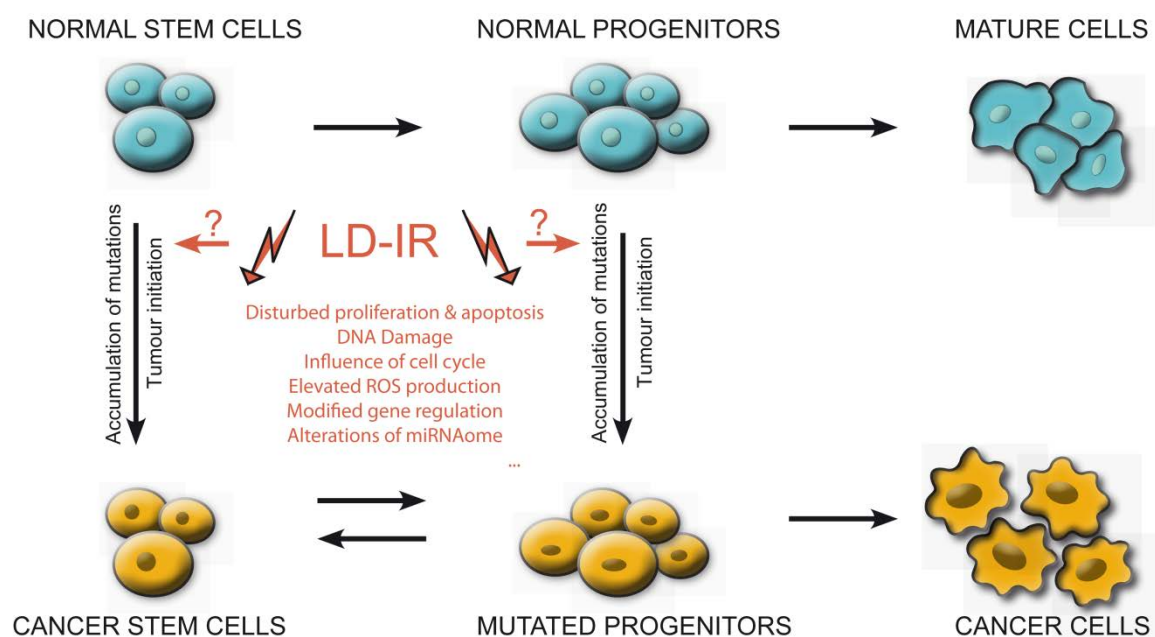 NORMAL STEM CELLS
NORMAL PROGENITORS
MATURE CELLS
Accumulation of mutations
Tumour initiation
?
LD-IR
?
Disturbed proliferation & apoptosis
DNA Damage
Influence of cell cycle
Elevated ROS production
Modified gene regulation
Alterations of miRNAome
...
Accumulation of mutations
Tumour initiation
CANCER STEM CELLS
MUTATED PROGENITORS
CANCER CELLS